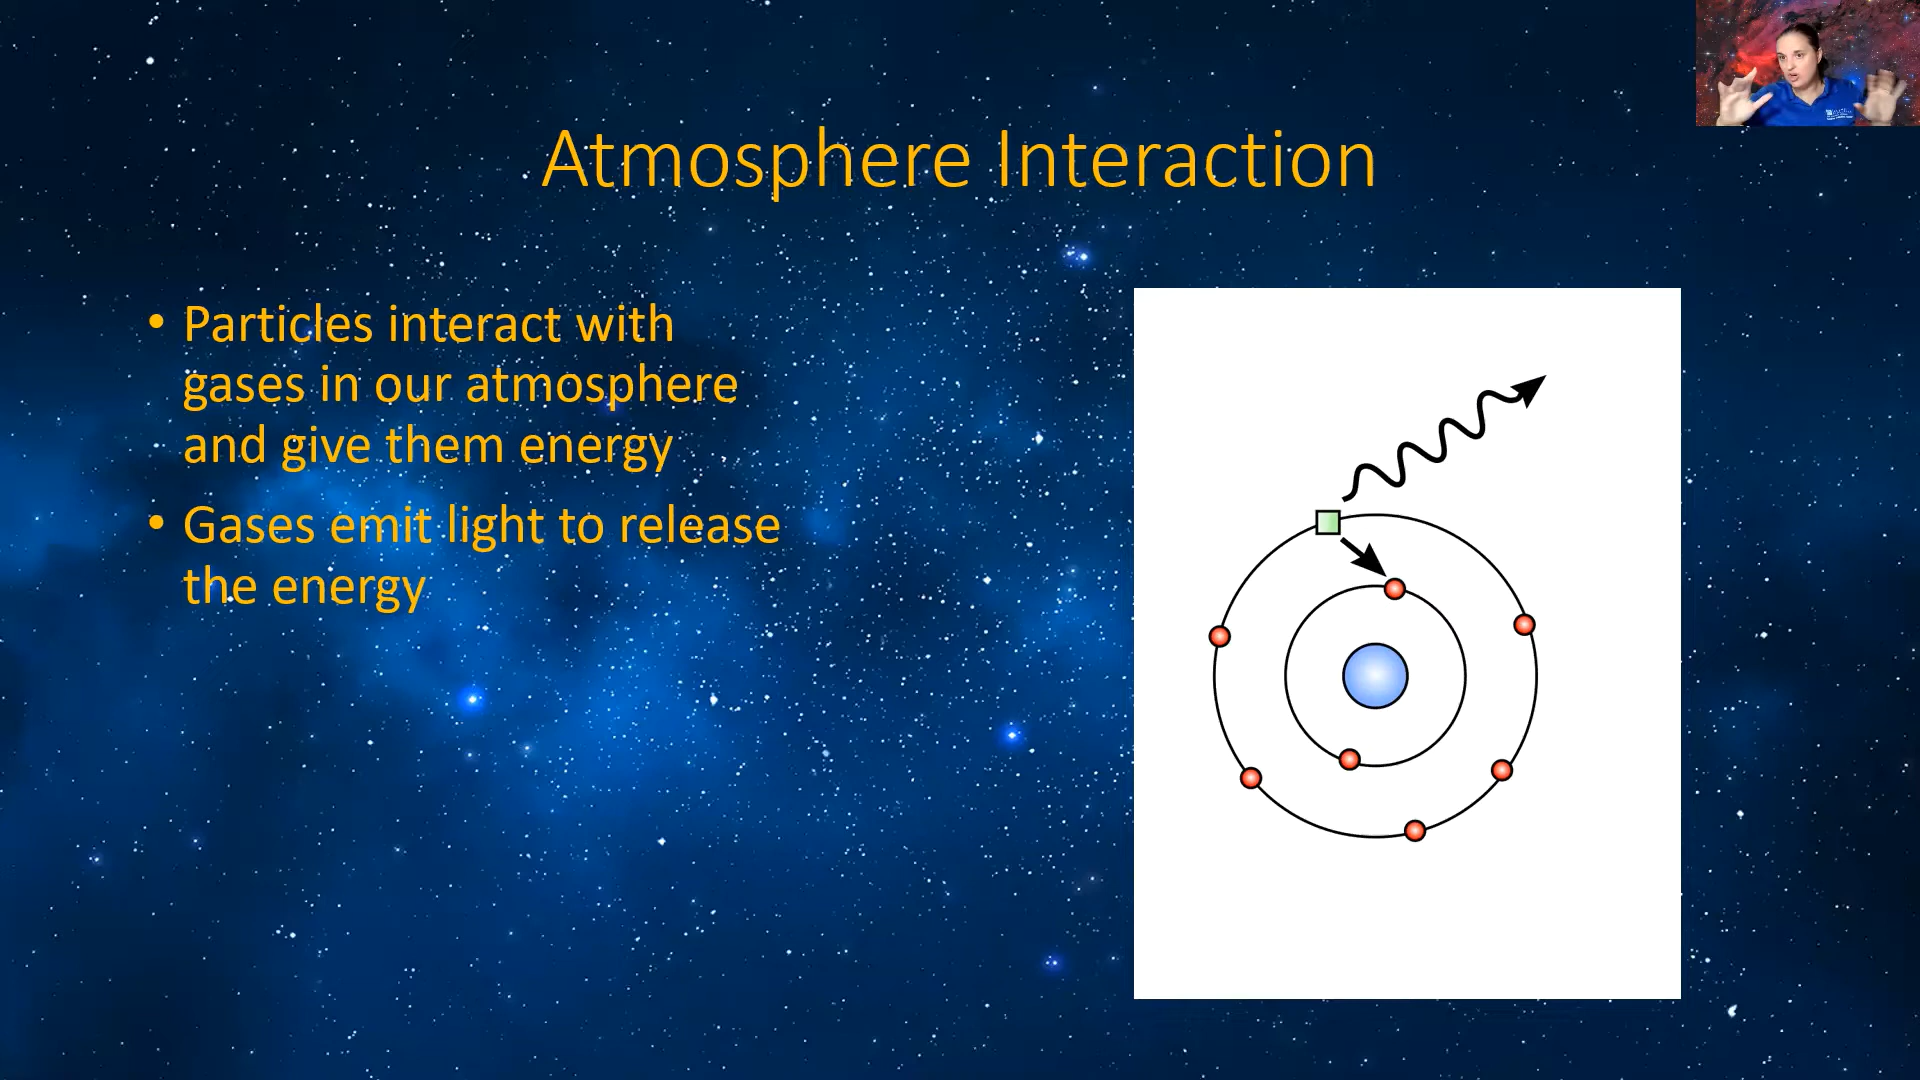 Atmosphere Interaction
• Particles interact with
gases in our atmosphere
and give them energy
• Gases emit light to release
the energy